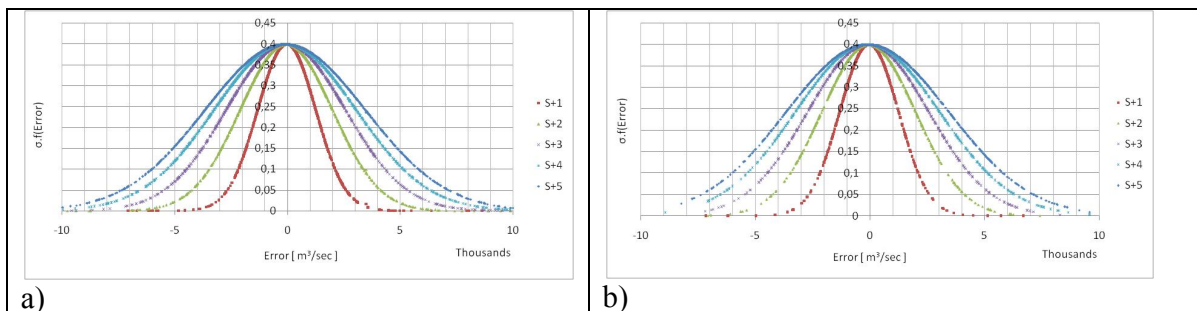 0,45
0,4
0,35
0,3
0,25
0,2
0,15
0,1
0,05
0
-10
-5
0
5
10
σ.f(Error)
Error [ m³/sec ]
Thousands
S+1
S+2
S+3
S+4
S+5
a)
0,45
0,4
0,35
0,3
0,25
0,2
0,15
0,1
0,05
0
-10
-5
0
5
10
σ.f(Error)
Error [ m³/sec ]
Thousands
S+1
S+2
S+3
S+4
S+5
b)